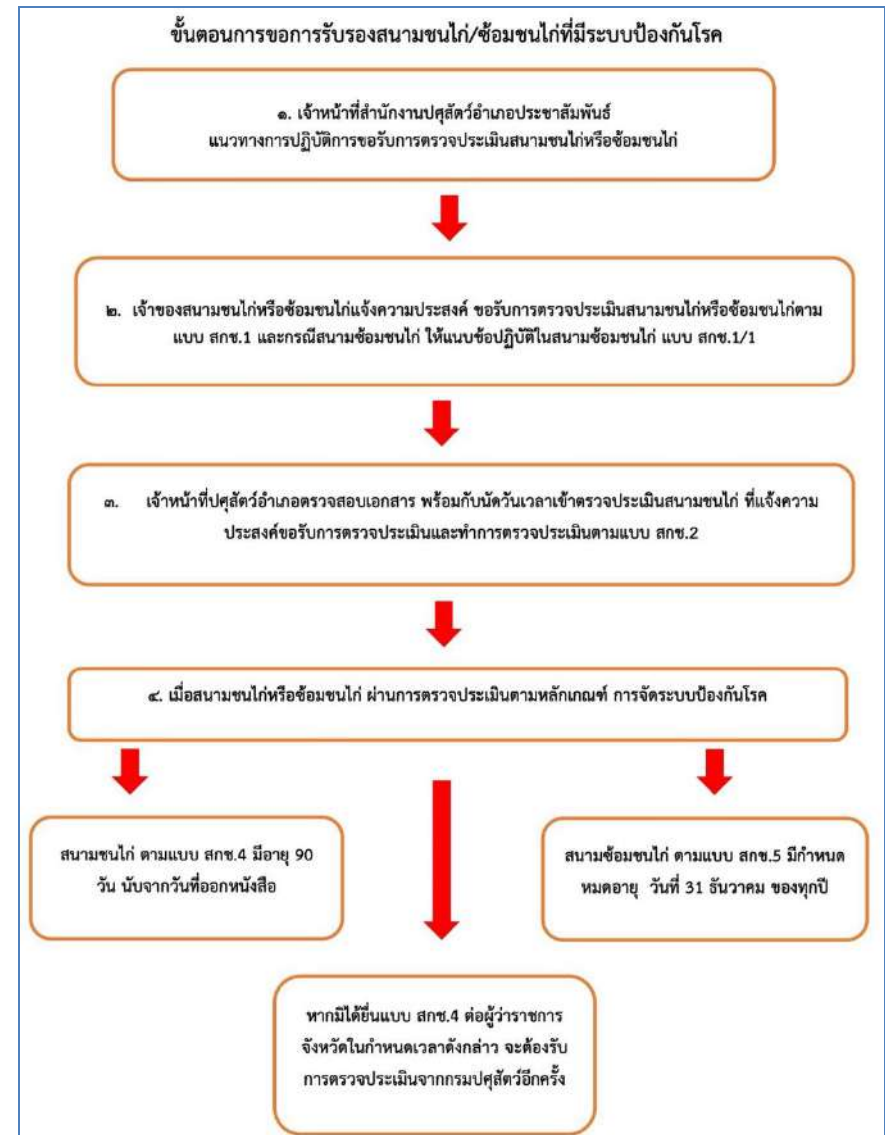 ขั้นตอนการขอการรับรองสนามชนไก่/ซ้อมชนไก่ที่มีระบบป้องกันโรค
๑. เจ้าหน้าที่สำนักงานปศุสัตว์อำเภอประชาสัมพันธ์
แนวทางการปฏิบัติการขอรับการตรวจประเมินสนามชนไก่หรือซ้อมชนไก่
๒. เจ้าของสนามชนไก่หรือซ้อมชนไก่แจ้งความประสงค์ ขอรับการตรวจประเมินสนามชนไก่หรือซ้อมชนไก่ตาม
แบบ สกช.1 และกรณีสนามซ้อมชนไก่ ให้แนบข้อปฏิบัติในสนามซ้อมชนไก่ แบบ สกช.1/1
๓. เจ้าหน้าที่ปศุสัตว์อำเภอตรวจสอบเอกสาร พร้อมกับนัดวันเวลาเข้าตรวจประเมินสนามชนไก่ ที่แจ้งความ
ประสงค์ขอรับการตรวจประเมินและทำการตรวจประเมินตามแบบ สกช.2
๔. เมื่อสนามชนไก่หรือซ้อมชนไก่ ผ่านการตรวจประเมินตามหลักเกณฑ์ การจัดระบบป้องกันโรค
สนามชนไก่ ตามแบบ สกช.4 มีอายุ 90
วัน นับจากวันที่ออกหนังสือ
สนามซ้อมชนไก่ ตามแบบ สกช.5 มีกำหนด
หมดอายุ วันที่ 31 ธันวาคม ของทุกปี
หากมิได้ยื่นแบบ สกช.4 ต่อผู้ว่าราชการ
จังหวัดในกำหนดเวลาดังกล่าว จะต้องรับ
การตรวจประเมินจากกรมปศุสัตว์อีกครั้ง